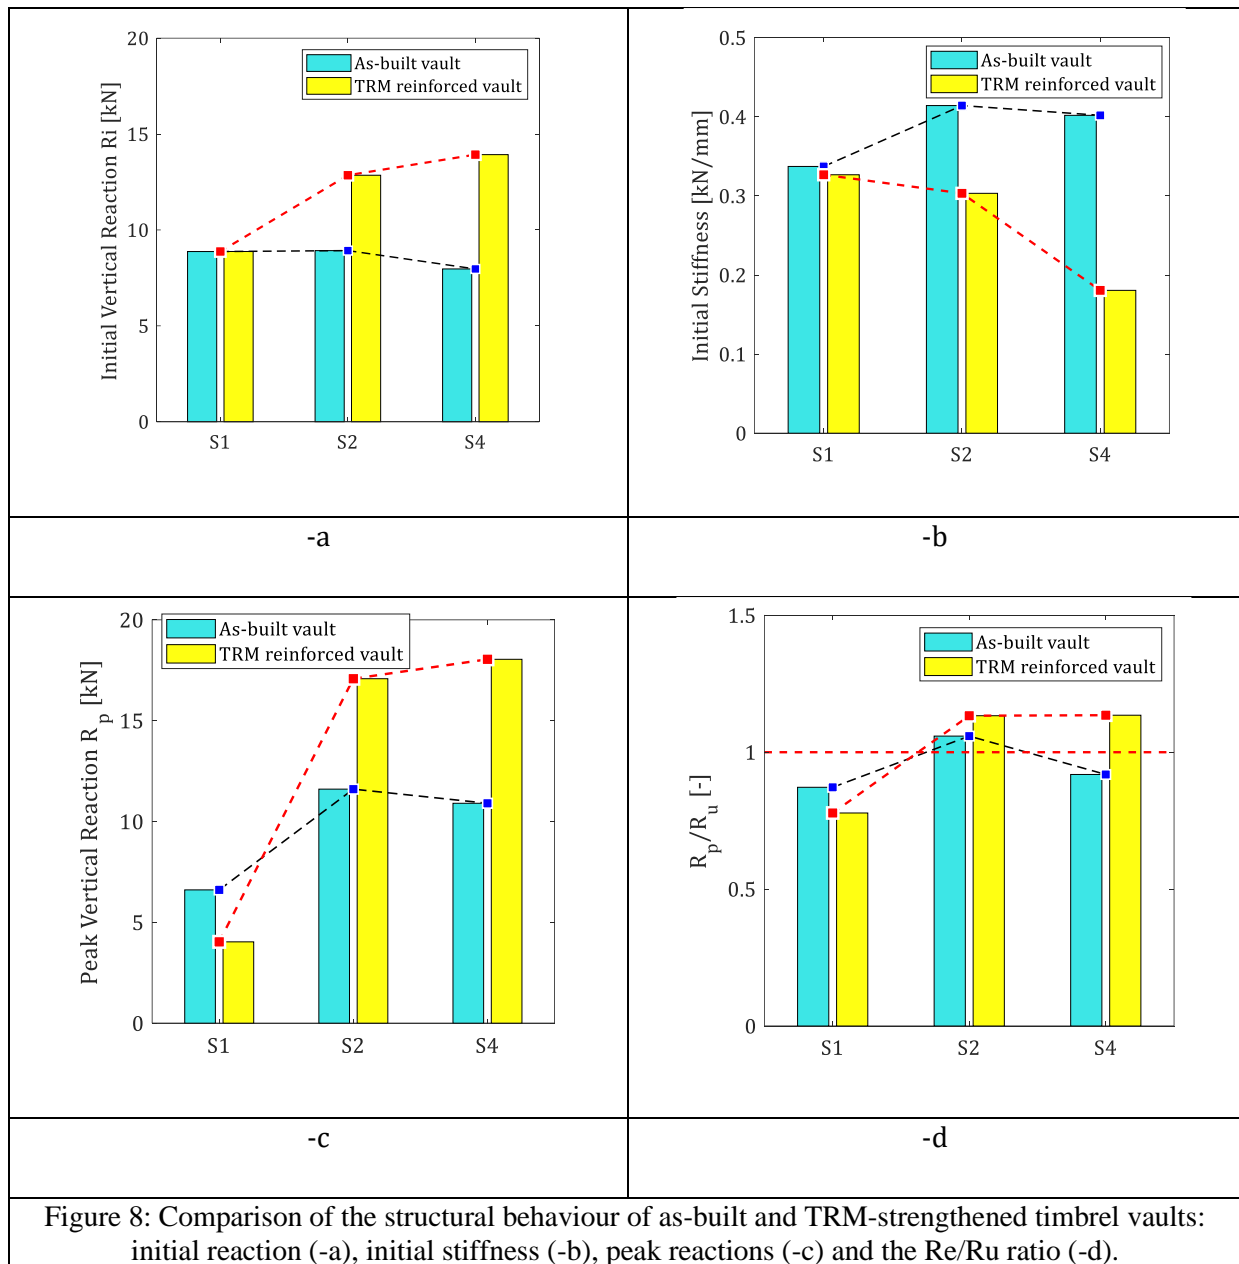 20
15
10
5
0
Initial Vertical Reaction Ri [kN]
As-built vault
TRM reinforced vault
S1 S2 S4
-a
0.5
0.4
0.3
0.2
0.1
0
Initial Stiffness [kN/mm]
As-built vault
TRM reinforced vault
S1 S2 S4
-b
20
15
10
5
0
Peak Vertical Reaction R_p [kN]
As-built vault
TRM reinforced vault
S1 S2 S4
-c
1.5
1
0.5
0
R_p/R_u [-]
As-built vault
TRM reinforced vault
S1 S2 S4
-d
Figure 8: Comparison of the structural behaviour of as-built and TRM-strengthened timbrel vaults:
initial reaction (-a), initial stiffness (-b), peak reactions (-c) and the Re/Ru ratio (-d).